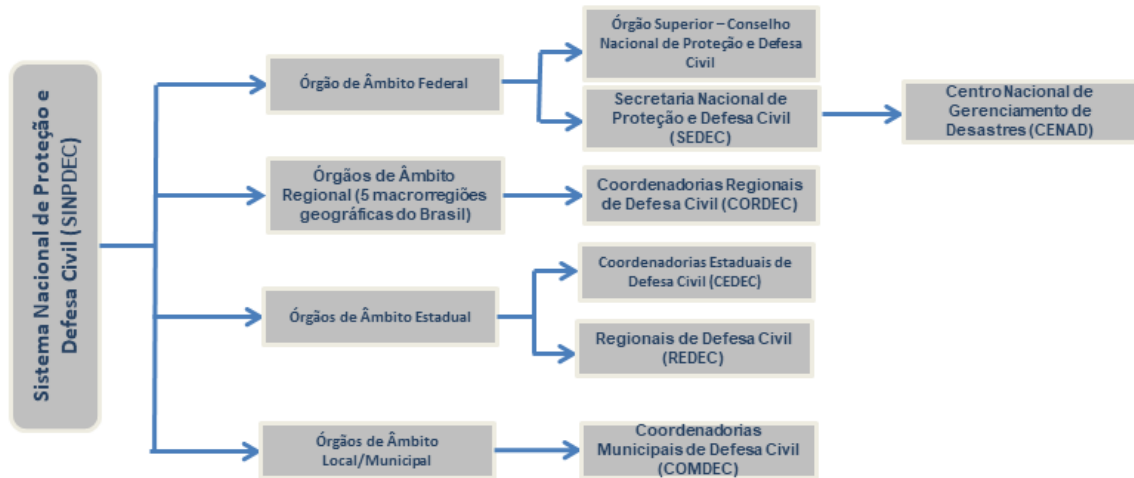 Sistema Nacional de Proteção e
Defesa Civil ( SINPDEC)
Órgão de Âmbito Federal
Órgão Superior – Conselho
Nacional de Proteção e Defesa
Civil
Secretaria Nacional de
Proteção e Defesa Civil
(SEDEC)
Centro Nacional de
Gerenciamento de
Desastres (CENAD)
Órgãos de Âmbito
Regional (5 macrorregiões
geográficas do Brasil)
Coordenadorias Regionais
de Defesa Civil (CORDEC)
Órgãos de Âmbito Estadual
Coordenadorias Estaduais de
Defesa Civil (CEDEC)
Regionais de Defesa Civil
(REDEC)
Órgãos de Âmbito
Local/Municipal
Coordenadorias
Municipais de Defesa Civil
(COMDEC)